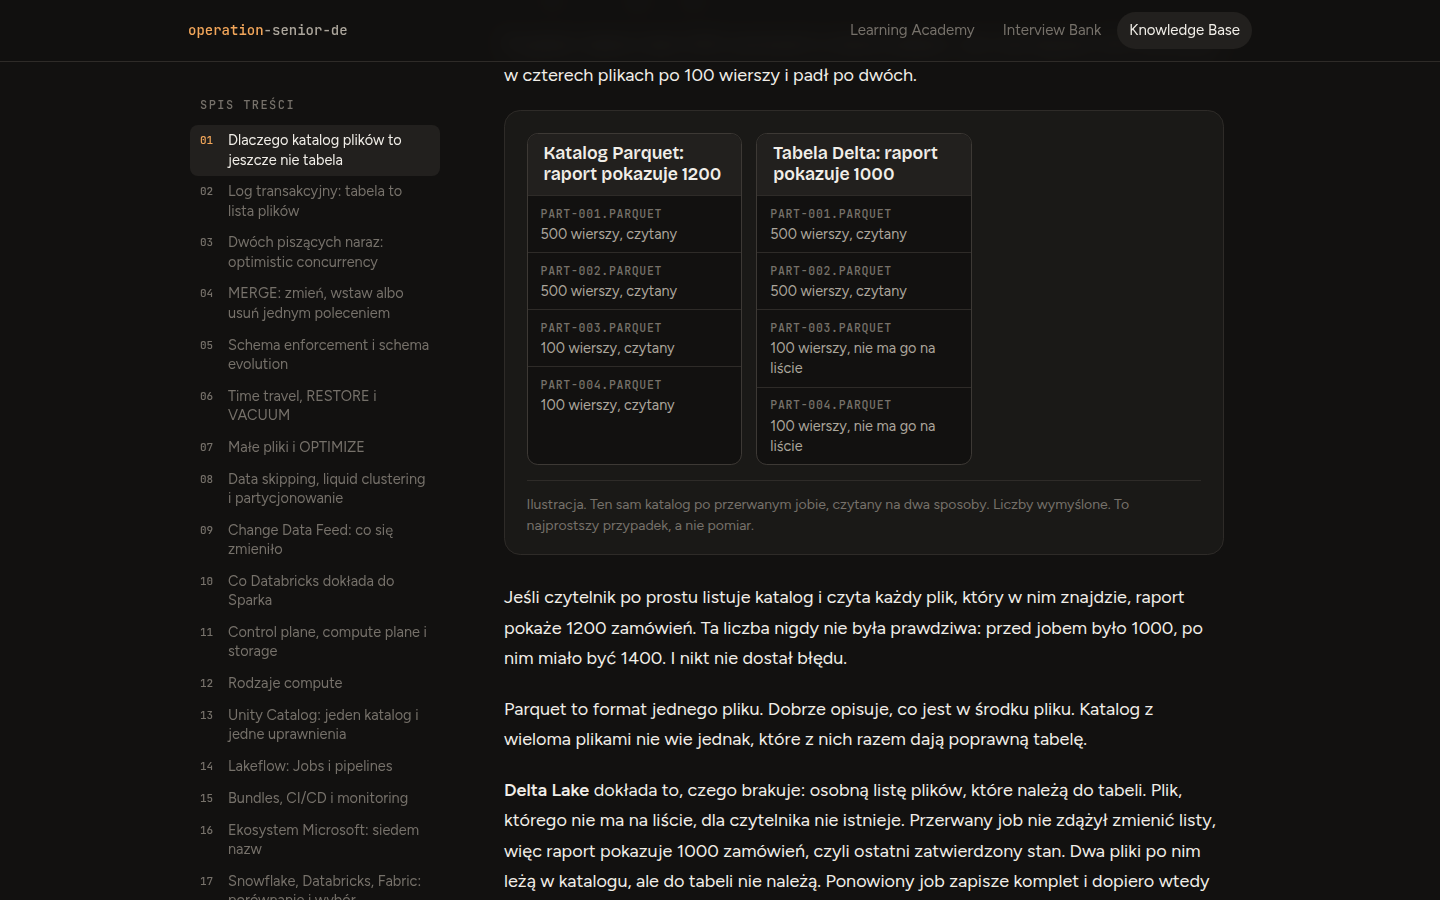 operation-senior-de
Learning Academy
Interview Bank
Knowledge Base
SPIS TREŚCI
01 Dlaczego katalog plików to
jeszcze nie tabela
02 Log transakcyjny: tabela to
lista plików
03 Dwóch piszących naraz:
optimistic concurrency
04 MERGE: zmień, wstaw albo
usuń jednym poleceniem
05 Schema enforcement i schema
evolution
06 Time travel, RESTORE i
VACUUM
07 Małe pliki i OPTIMIZE
08 Data skipping, liquid clustering
i partycjonowanie
09 Change Data Feed: co się
zmieniło
10 Co Databricks dokłada do
Sparka
11 Control plane, compute plane i
storage
12 Rodzaje compute
13 Unity Catalog: jeden katalog i
jedne uprawnienia
14 Lakeflow: Jobs i pipelines
15 Bundles, CI/CD i monitoring
16 Ekosystem Microsoft: siedem
nazw
17 Snowflake, Databricks, Fabric:
porównanie i wybór
w czterech plikach po 100 wierszy i padł po dwóch.
Katalog Parquet:
raport pokazuje 1200
PART-001.PARQUET
500 wierszy, czytany
PART-002.PARQUET
500 wierszy, czytany
PART-003.PARQUET
100 wierszy, czytany
PART-004.PARQUET
100 wierszy, czytany
Tabela Delta: raport
pokazuje 1000
PART-001.PARQUET
500 wierszy, czytany
PART-002.PARQUET
500 wierszy, czytany
PART-003.PARQUET
100 wierszy, nie ma go na
liście
PART-004.PARQUET
100 wierszy, nie ma go na
liście
Ilustracja. Ten sam katalog po przerwanym jobie, czytany na dwa sposoby. Liczby wymyślone. To
najprostszy przypadek, a nie pomiar.
Jeśli czytelnik po prostu listuje katalog i czyta każdy plik, który w nim znajdzie, raport
pokaże 1200 zamówień. Ta liczba nigdy nie była prawdziwa: przed jobem było 1000, po
nim miało być 1400. I nikt nie dostał błędu.
Parquet to format jednego pliku. Dobrze opisuje, co jest w środku pliku. Katalog z
wieloma plikami nie wie jednak, które z nich razem dają poprawną tabelę.
Delta Lake dokłada to, czego brakuje: osobną listę plików, które należą do tabeli. Plik,
którego nie ma na liście, dla czytelnika nie istnieje. Przerwany job nie zdążył zmienić listy,
więc raport pokazuje 1000 zamówień, czyli ostatni zatwierdzony stan. Dwa pliki po nim
leżą w katalogu, ale do tabeli nie należą. Ponowiony job zapisze komplet i dopiero wtedy